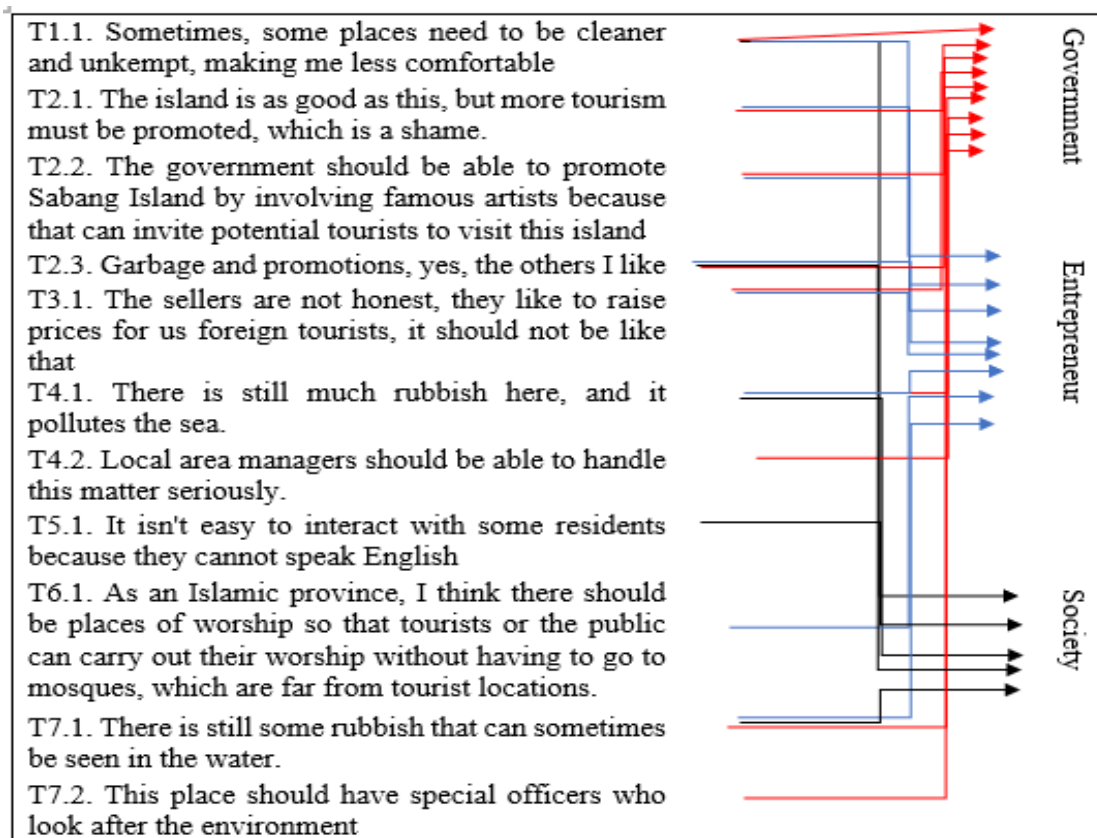 T1.1. Sometimes, some places need to be cleaner
and unkempt, making me less comfortable
T2.1. The island is as good as this, but more tourism
must be promoted, which is a shame.
T2.2. The government should be able to promote
Sabang Island by involving famous artists because
that can invite potential tourists to visit this island
T2.3. Garbage and promotions, yes, the others I like
T3.1. The sellers are not honest, they like to raise
prices for us foreign tourists, it should not be like
that
T4.1. There is still much rubbish here, and it
pollutes the sea.
T4.2. Local area managers should be able to handle
this matter seriously.
T5.1. It isn't easy to interact with some residents
because they cannot speak English
T6.1. As an Islamic province, I think there should
be places of worship so that tourists or the public
can carry out their worship without having to go to
mosques, which are far from tourist locations.
T7.1. There is still some rubbish that can sometimes
be seen in the water.
T7.2. This place should have special officers who
look after the environment
Government
Entrepreneur
Society